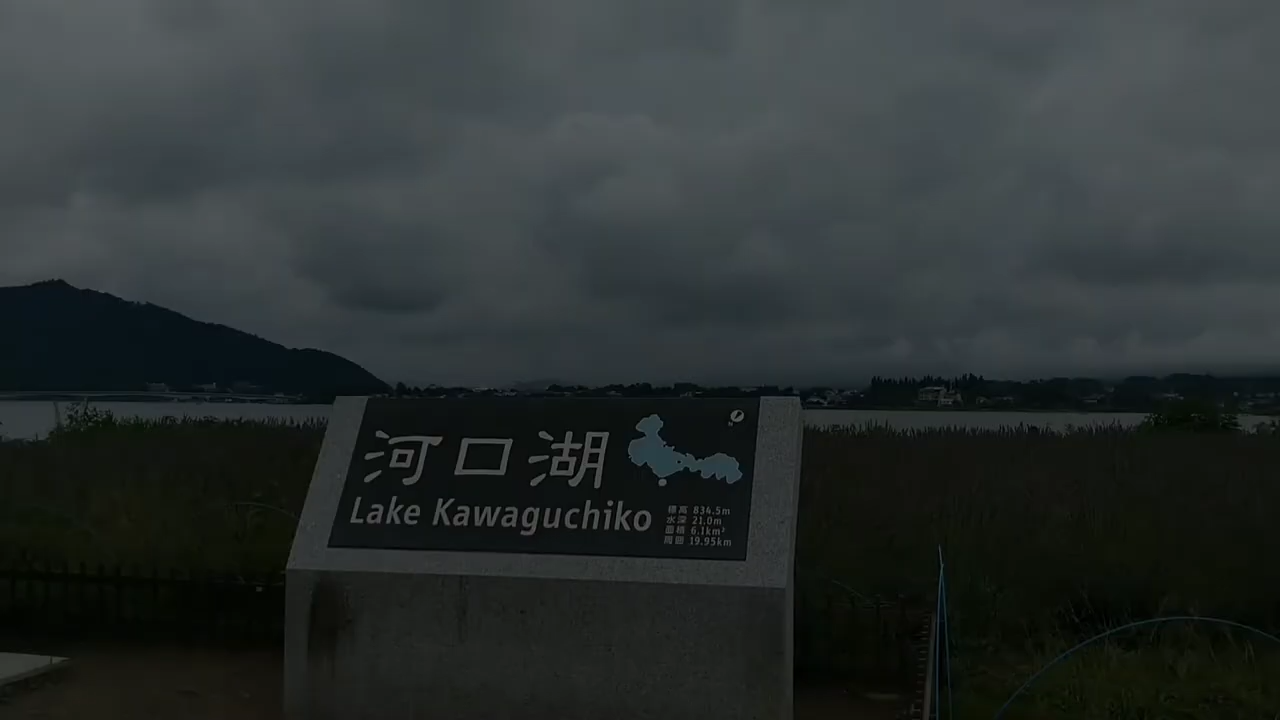 河口湖
Lake Kawaguchiko
標高 834.5m
水深 21.0m
面積 6.1km²
周囲 19.95km